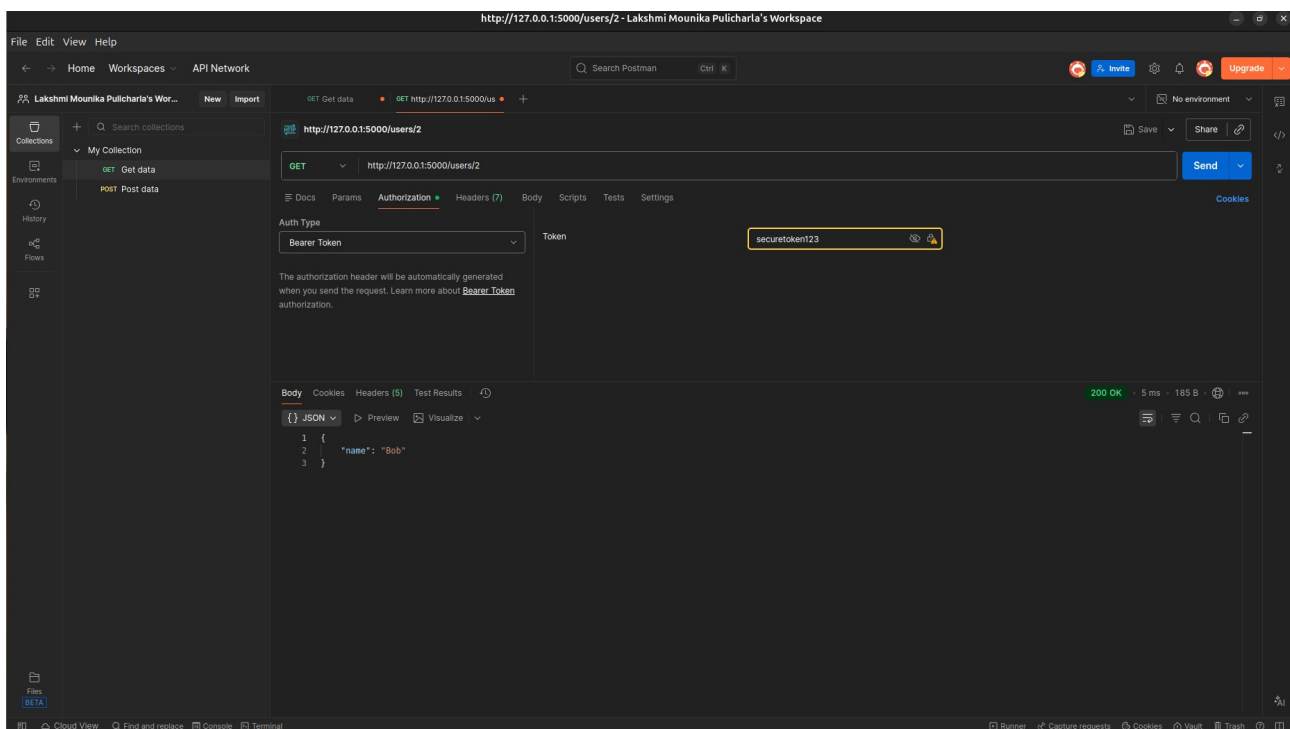 http://127.0.0.1:5000/users/2 - Lakshmi Mounika Pulicharla's Workspace
File Edit View Help
Home Workspaces API Network Search Postman Ctrl K Invite Upgrade
Lakshmi Mounika Pulicharla's Wor... New Import GET Get data GET http://127.0.0.1:5000/us No environment
Collections Search collections http://127.0.0.1:5000/users/2 Save Share
My Collection
Environments GET Get data GET http://127.0.0.1:5000/users/2 Send
POST Post data
History Docs Params Authorization Headers (7) Body Scripts Tests Settings Cookies
Flows Auth Type
Bearer Token Token securetoken123
The authorization header will be automatically generated
when you send the request. Learn more about Bearer Token
authorization.
Body Cookies Headers (5) Test Results 200 OK 5 ms 185 B
{} JSON Preview Visualize
1 {
2 "name": "Bob"
3 }
Files
BETA
AI
Cloud View Find and replace Console Terminal Runner Capture requests Cookies Vault Trash